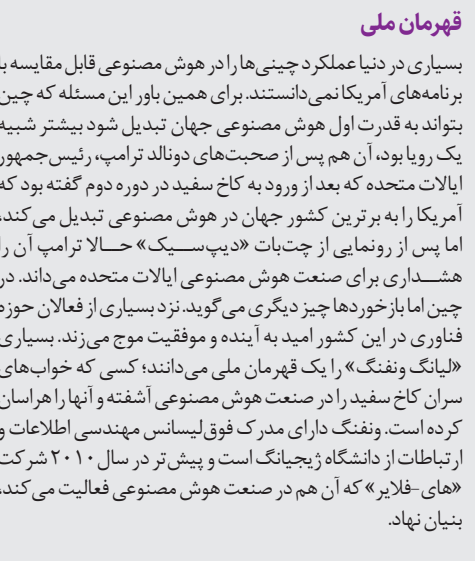 قهرمان ملی
بسیاری در دنیا عملکرد چینی‌ها را در هوش مصنوعی قابل مقایسه با
برنامه‌های آمریکا نمی‌دانستند. برای همین باور این مسئله که چین
بتواند به قدرت اول هوش مصنوعی جهان تبدیل شود بیشتر شبیه
یک رویا بود، آن هم پس از صحبت‌های دونالد ترامپ، رئیس‌جمهور
ایالات متحده که بعد از ورود به کاخ سفید در دوره دوم گفته بود که
آمریکا را به برترین کشور جهان در هوش مصنوعی تبدیل می‌کند،
اما پس از رونمایی از چت‌بات «دیپ‌سیک» حالا ترامپ آن را
هشداری برای صنعت هوش مصنوعی ایالات متحده می‌داند. در
چین اما بازخوردها چیز دیگری می‌گوید. نزد بسیاری از فعالان حوزه
فناوری در این کشور امید به آینده و موفقیت موج می‌زند. بسیاری
«لیانگ ونفنگ» را یک قهرمان ملی می‌دانند؛ کسی که خواب‌های
سران کاخ سفید را در صنعت هوش مصنوعی آشفته و آنها را هراسان
کرده است. ونفنگ دارای مدرک فوق‌لیسانس مهندسی اطلاعات و
ارتباطات از دانشگاه ژیجیانگ است و پیش‌تر در سال ۲۰۱۰ شرکت
«های-فلایر» که آن هم در صنعت هوش مصنوعی فعالیت می‌کند،
بنیان نهاد.